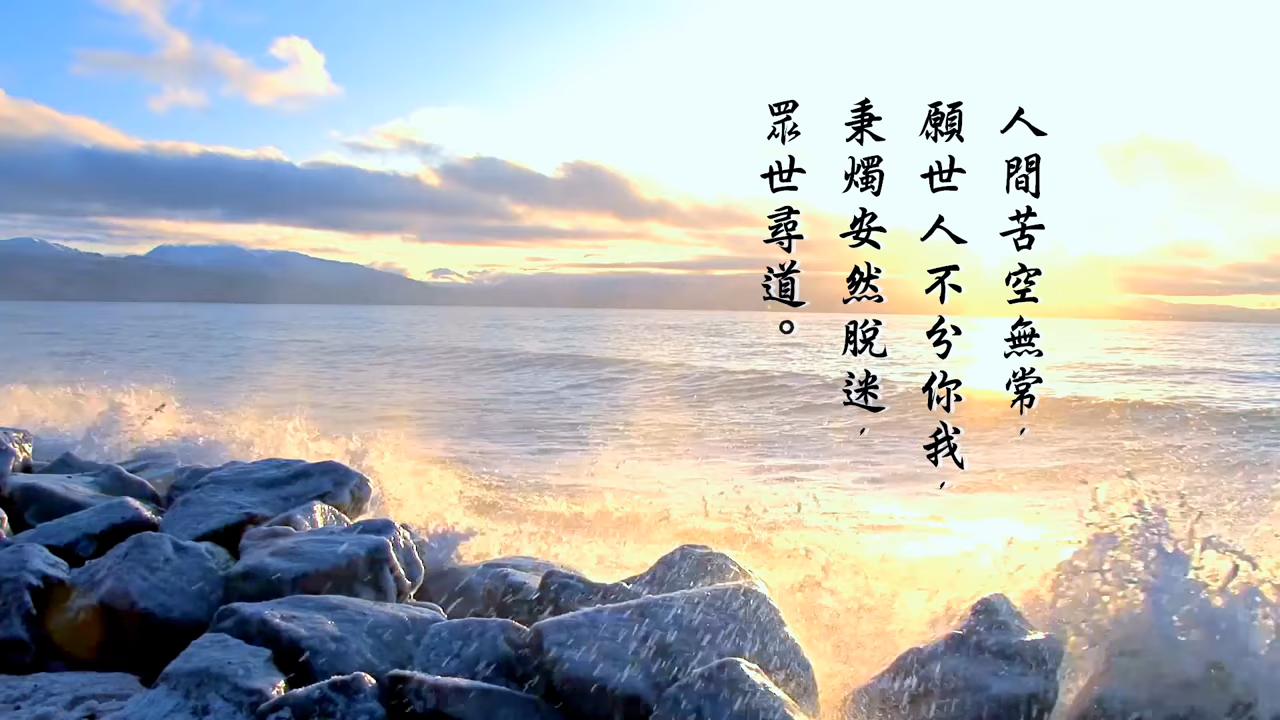 人間苦空無常，
願世人不分你我，
秉燭安然脫迷，
眾世尋道。